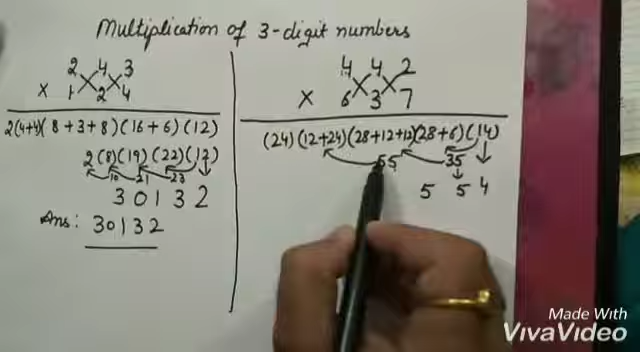 Multiplication of 3-digit numbers
2 4 3
× 1 2 4
2(4+4)(8+3+8)(16+6)(12)
2(8)(19)(22)(12)
10 21 23
3 0 1 3 2
Ans: 30132
4 4 2
× 6 3 7
(24)(12+24)(28+12+12)(28+6)(14)
55 35
5 5 4
Made With
VivaVideo